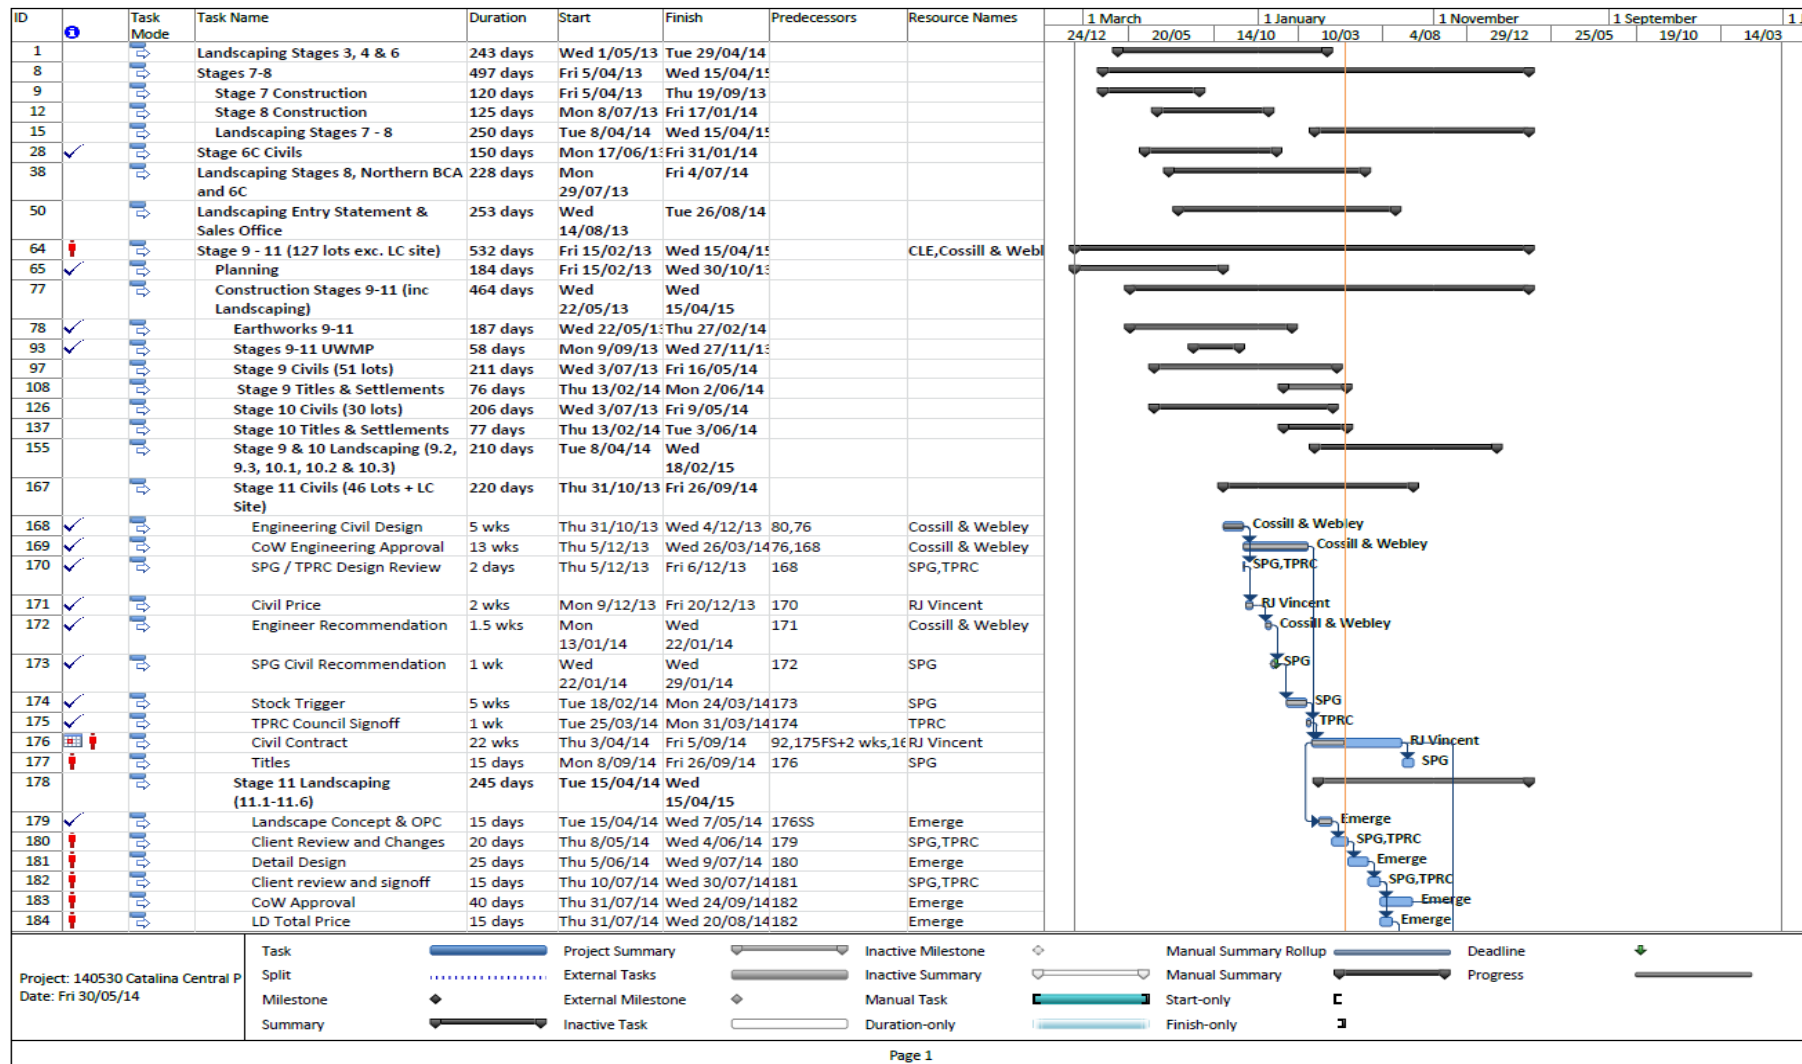 ID Task Mode Task Name Duration Start Finish Predecessors Resource Names
1 March 1 January 1 November 1 September 1 J
24/12 20/05 14/10 10/03 4/08 29/12 25/05 19/10 14/03
1 Landscaping Stages 3, 4 & 6 243 days Wed 1/05/13 Tue 29/04/14
8 Stages 7-8 497 days Fri 5/04/13 Wed 15/04/15
9 Stage 7 Construction 120 days Fri 5/04/13 Thu 19/09/13
12 Stage 8 Construction 125 days Mon 8/07/13 Fri 17/01/14
15 Landscaping Stages 7 - 8 250 days Tue 8/04/14 Wed 15/04/15
28 Stage 6C Civils 150 days Mon 17/06/13 Fri 31/01/14
38 Landscaping Stages 8, Northern BCA 228 days Mon Fri 4/07/14
and 6C 29/07/13
50 Landscaping Entry Statement & 253 days Wed Tue 26/08/14
Sales Office 14/08/13
64 Stage 9 - 11 (127 lots exc. LC site) 532 days Fri 15/02/13 Wed 15/04/15 CLE,Cossill & Webl
65 Planning 184 days Fri 15/02/13 Wed 30/10/13
77 Construction Stages 9-11 (inc 464 days Wed Wed
Landscaping) 22/05/13 15/04/15
78 Earthworks 9-11 187 days Wed 22/05/13 Thu 27/02/14
93 Stages 9-11 UWMP 58 days Mon 9/09/13 Wed 27/11/13
97 Stage 9 Civils (51 lots) 211 days Wed 3/07/13 Fri 16/05/14
108 Stage 9 Titles & Settlements 76 days Thu 13/02/14 Mon 2/06/14
126 Stage 10 Civils (30 lots) 206 days Wed 3/07/13 Fri 9/05/14
137 Stage 10 Titles & Settlements 77 days Thu 13/02/14 Tue 3/06/14
155 Stage 9 & 10 Landscaping (9.2, 210 days Tue 8/04/14 Wed
9.3, 10.1, 10.2 & 10.3) 18/02/15
167 Stage 11 Civils (46 Lots + LC 220 days Thu 31/10/13 Fri 26/09/14
Site)
168 Engineering Civil Design 5 wks Thu 31/10/13 Wed 4/12/13 80,76 Cossill & Webley Cossill & Webley
169 CoW Engineering Approval 13 wks Thu 5/12/13 Wed 26/03/14 76,168 Cossill & Webley Cossill & Webley
170 SPG / TPRC Design Review 2 days Thu 5/12/13 Fri 6/12/13 168 SPG,TPRC SPG,TPRC
171 Civil Price 2 wks Mon 9/12/13 Fri 20/12/13 170 RJ Vincent RJ Vincent
172 Engineer Recommendation 1.5 wks Mon Wed 171 Cossill & Webley Cossill & Webley
13/01/14 22/01/14
173 SPG Civil Recommendation 1 wk Wed Wed 172 SPG SPG
22/01/14 29/01/14
174 Stock Trigger 5 wks Tue 18/02/14 Mon 24/03/14 173 SPG SPG
175 TPRC Council Signoff 1 wk Tue 25/03/14 Mon 31/03/14 174 TPRC TPRC
176 Civil Contract 22 wks Thu 3/04/14 Fri 5/09/14 92,175FS+2 wks,16 RJ Vincent RJ Vincent
177 Titles 15 days Mon 8/09/14 Fri 26/09/14 176 SPG SPG
178 Stage 11 Landscaping 245 days Tue 15/04/14 Wed
(11.1-11.6) 15/04/15
179 Landscape Concept & OPC 15 days Tue 15/04/14 Wed 7/05/14 176SS Emerge Emerge
180 Client Review and Changes 20 days Thu 8/05/14 Wed 4/06/14 179 SPG,TPRC SPG,TPRC
181 Detail Design 25 days Thu 5/06/14 Wed 9/07/14 180 Emerge Emerge
182 Client review and signoff 15 days Thu 10/07/14 Wed 30/07/14 181 SPG,TPRC SPG,TPRC
183 CoW Approval 40 days Thu 31/07/14 Wed 24/09/14 182 Emerge Emerge
184 LD Total Price 15 days Thu 31/07/14 Wed 20/08/14 182 Emerge Emerge
Project: 140530 Catalina Central P
Date: Fri 30/05/14
Task Project Summary Inactive Milestone Manual Summary Rollup Deadline
Split External Tasks Inactive Summary Manual Summary Progress
Milestone External Milestone Manual Task Start-only
Summary Inactive Task Duration-only Finish-only
Page 1